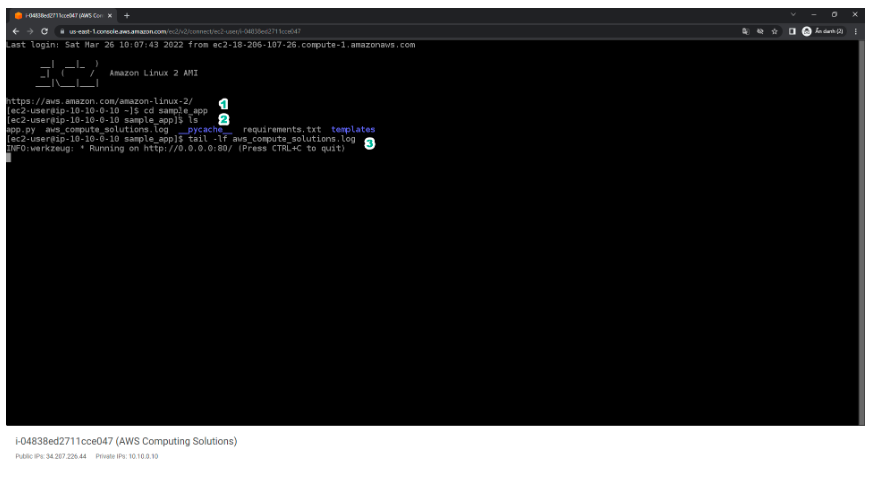 i-04838ed2711cce047 (AWS Con
us-east-1.console.aws.amazon.com/ec2/v2/connect/ec2-user/i-04838ed2711cce047
Ẩn danh (2)
Last login: Sat Mar 26 10:07:43 2022 from ec2-18-206-107-26.compute-1.amazonaws.com
__|  __|_  )
_|  (     /   Amazon Linux 2 AMI
___|\___|___|
https://aws.amazon.com/amazon-linux-2/
[ec2-user@ip-10-10-0-10 ~]$ cd sample_app 1
[ec2-user@ip-10-10-0-10 sample_app]$ ls 2
app.py  aws_compute_solutions.log  __pycache__  requirements.txt  templates
[ec2-user@ip-10-10-0-10 sample_app]$ tail -lf aws_compute_solutions.log 3
INFO:werkzeug: * Running on http://0.0.0.0:80/ (Press CTRL+C to quit)
i-04838ed2711cce047 (AWS Computing Solutions)
Public IPs: 34.207.226.44 Private IPs: 10.10.0.10